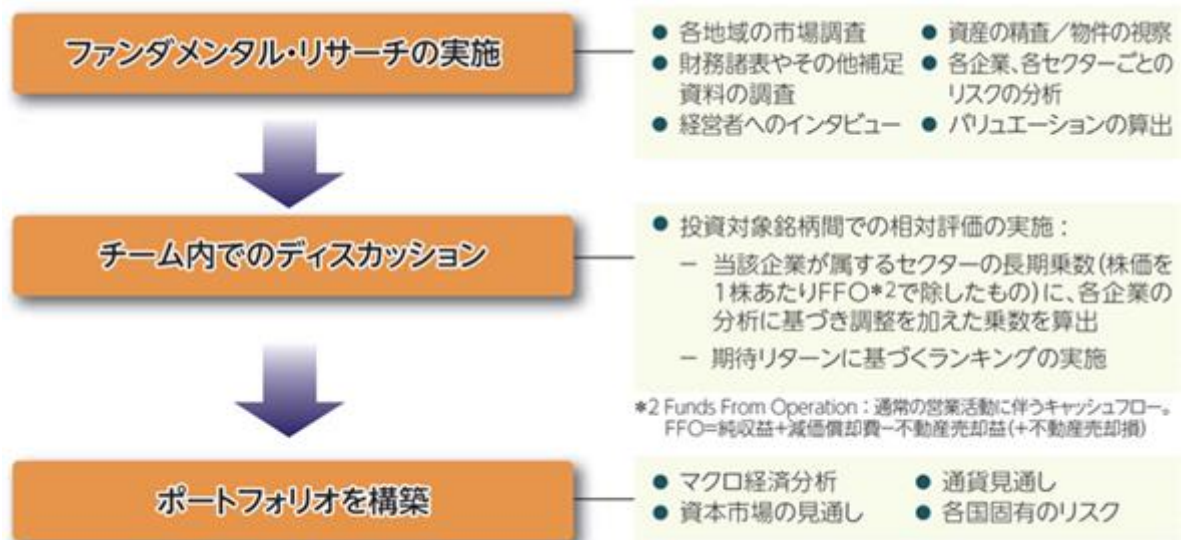 ファンダメンタル・リサーチの実施
● 各地域の市場調査
● 財務諸表やその他補足
資料の調査
● 経営者へのインタビュー
● 資産の精査／物件の視察
● 各企業、各セクターごとの
リスクの分析
● バリュエーションの算出
チーム内でのディスカッション
● 投資対象銘柄間での相対評価の実施：
− 当該企業が属するセクターの長期乗数(株価を
1株あたりFFO*2で除したもの)に、各企業の
分析に基づき調整を加えた乗数を算出
− 期待リターンに基づくランキングの実施
*2 Funds From Operation：通常の営業活動に伴うキャッシュフロー。
FFO=純収益+減価償却費−不動産売却益(+不動産売却損)
ポートフォリオを構築
● マクロ経済分析
● 資本市場の見通し
● 通貨見通し
● 各国固有のリスク